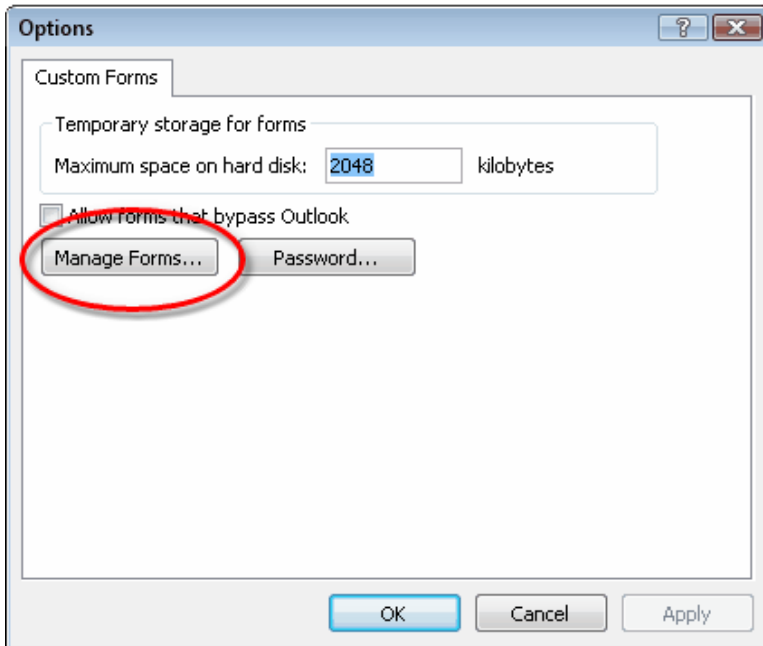 Options
Custom Forms
Temporary storage for forms
Maximum space on hard disk: 2048 kilobytes
Allow forms that bypass Outlook
Manage Forms... Password...
OK Cancel Apply